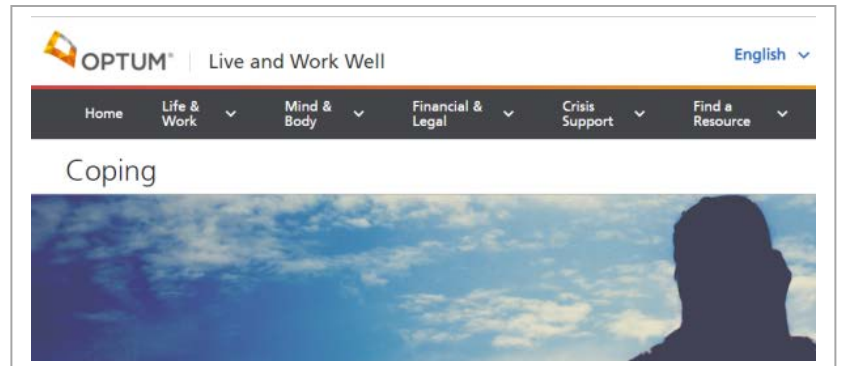 OPTUM® Live and Work Well English
Home Life & Work Mind & Body Financial & Legal Crisis Support Find a Resource
Coping